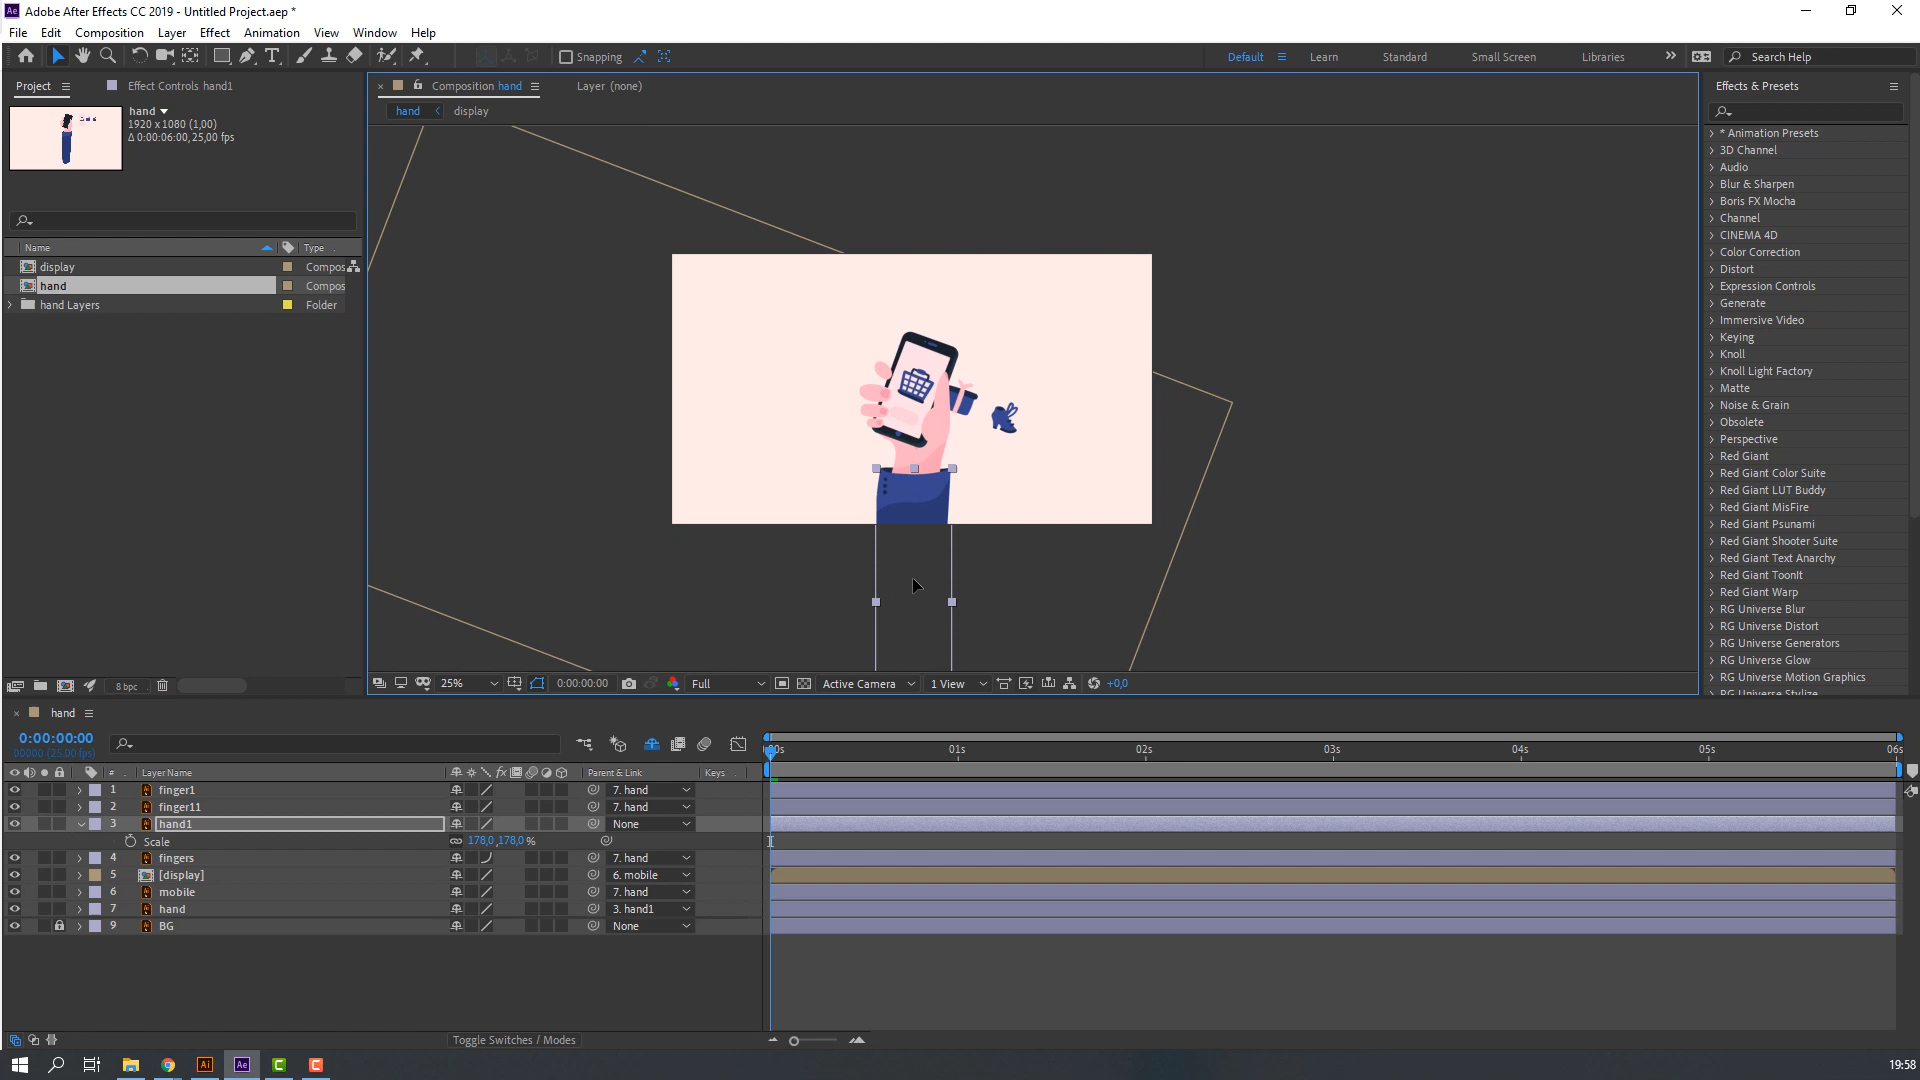 Ae Adobe After Effects CC 2019 - Untitled Project.aep *
File Edit Composition Layer Effect Animation View Window Help
Snapping Default Learn Standard Small Screen Libraries Search Help
Project Effect Controls hand1
hand
1920 x 1080 (1,00)
Δ 0:00:06:00, 25,00 fps)
Name Type
display Compos
hand Compos
hand Layers Folder
8 bpc
Composition hand Layer (none)
hand display
25% 0:00:00:00 Full Active Camera 1 View +0,0
Effects & Presets
* Animation Presets
3D Channel
Audio
Blur & Sharpen
Boris FX Mocha
Channel
CINEMA 4D
Color Correction
Distort
Expression Controls
Generate
Immersive Video
Keying
Knoll
Knoll Light Factory
Matte
Noise & Grain
Obsolete
Perspective
Red Giant
Red Giant Color Suite
Red Giant LUT Buddy
Red Giant MisFire
Red Giant Psunami
Red Giant Shooter Suite
Red Giant Text Anarchy
Red Giant ToonIt
Red Giant Warp
RG Universe Blur
RG Universe Distort
RG Universe Generators
RG Universe Glow
RG Universe Motion Graphics
RG Universe Stylize
hand
0:00:00:00
00000 (25.00 fps)
:00s 01s 02s 03s 04s 05s 06s
# Layer Name fx Parent & Link Keys
1 finger1 7. hand
2 finger11 7. hand
3 hand1 None
Scale 178,0 ,178,0 %
4 fingers 7. hand
5 [display] 6. mobile
6 mobile 7. hand
7 hand 3. hand1
9 BG None
Toggle Switches / Modes
Ai Ae C C 19:58